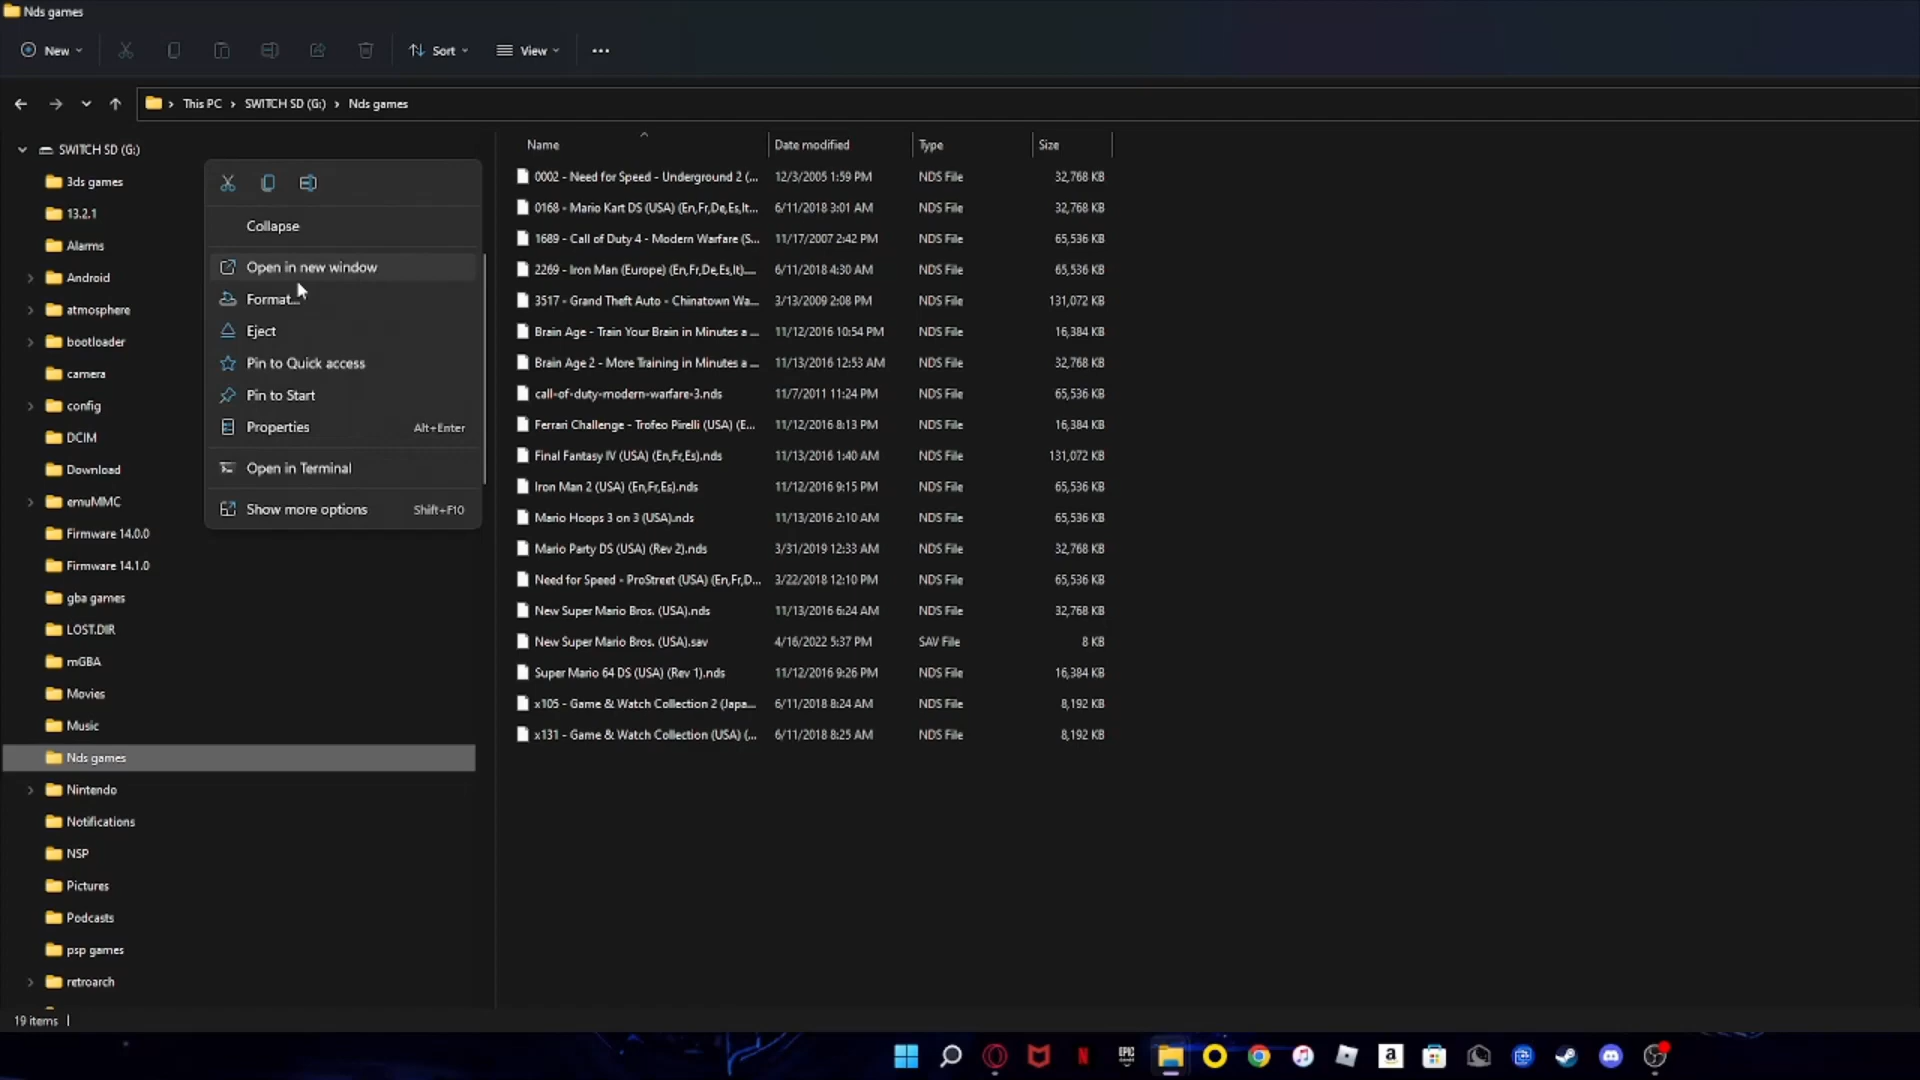 Nds games
New
Sort
View
This PC
SWITCH SD (G:)
Nds games
SWITCH SD (G:)
3ds games
13.2.1
Alarms
Android
atmosphere
bootloader
camera
config
DCIM
Download
emuMMC
Firmware 14.0.0
Firmware 14.1.0
gba games
LOST.DIR
mGBA
Movies
Music
Nds games
Nintendo
Notifications
NSP
Pictures
Podcasts
psp games
retroarch
Collapse
Open in new window
Format...
Eject
Pin to Quick access
Pin to Start
Properties Alt+Enter
Open in Terminal
Show more options Shift+F10
Name Date modified Type Size
0002 - Need for Speed - Underground 2 (... 12/3/2005 1:59 PM NDS File 32,768 KB
0168 - Mario Kart DS (USA) (En,Fr,De,Es,It... 6/11/2018 3:01 AM NDS File 32,768 KB
1689 - Call of Duty 4 - Modern Warfare (S... 11/17/2007 2:42 PM NDS File 65,536 KB
2269 - Iron Man (Europe) (En,Fr,De,Es,It).... 6/11/2018 4:30 AM NDS File 65,536 KB
3517 - Grand Theft Auto - Chinatown Wa... 3/13/2009 2:08 PM NDS File 131,072 KB
Brain Age - Train Your Brain in Minutes a ... 11/12/2016 10:54 PM NDS File 16,384 KB
Brain Age 2 - More Training in Minutes a ... 11/13/2016 12:53 AM NDS File 32,768 KB
call-of-duty-modern-warfare-3.nds 11/7/2011 11:24 PM NDS File 65,536 KB
Ferrari Challenge - Trofeo Pirelli (USA) (E... 11/12/2016 8:13 PM NDS File 16,384 KB
Final Fantasy IV (USA) (En,Fr,Es).nds 11/13/2016 1:40 AM NDS File 131,072 KB
Iron Man 2 (USA) (En,Fr,Es).nds 11/12/2016 9:15 PM NDS File 65,536 KB
Mario Hoops 3 on 3 (USA).nds 11/13/2016 2:10 AM NDS File 65,536 KB
Mario Party DS (USA) (Rev 2).nds 3/31/2019 12:33 AM NDS File 32,768 KB
Need for Speed - ProStreet (USA) (En,Fr,D... 3/22/2018 12:10 PM NDS File 65,536 KB
New Super Mario Bros. (USA).nds 11/13/2016 6:24 AM NDS File 32,768 KB
New Super Mario Bros. (USA).sav 4/16/2022 5:37 PM SAV File 8 KB
Super Mario 64 DS (USA) (Rev 1).nds 11/12/2016 9:26 PM NDS File 16,384 KB
x105 - Game & Watch Collection 2 (Japa... 6/11/2018 8:24 AM NDS File 8,192 KB
x131 - Game & Watch Collection (USA) (... 6/11/2018 8:25 AM NDS File 8,192 KB
19 items
EPIC